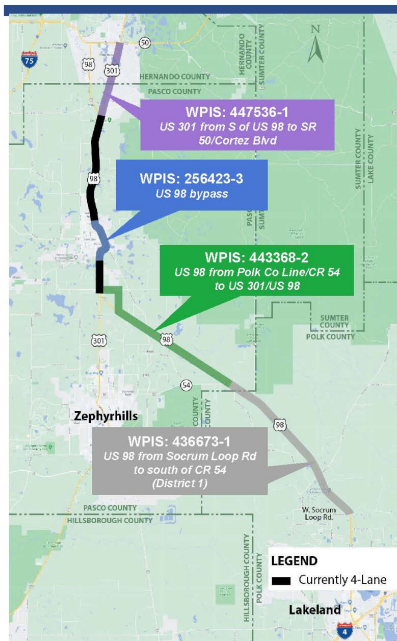 50
75
98
301
N
HERNANDO COUNTY
SUMTER COUNTY
HERNANDO COUNTY
PASCO COUNTY
SUMTER COUNTY
LAKE COUNTY
WPIS: 447536-1
US 301 from S of US 98 to SR
50/Cortez Blvd
98
WPIS: 256423-3
US 98 bypass
WPIS: 443368-2
US 98 from Polk Co Line/CR 54
to US 301/US 98
301
98
SUMTER
COUNTY
POLK COUNTY
54
Zephyrhills
98
WPIS: 436673-1
US 98 from Socrum Loop Rd
to south of CR 54
(District 1)
W. Socrum
Loop Rd.
PASCO COUNTY
HILLSBOROUGH COUNTY
HILLSBOROUGH COUNTY
POLK COUNTY
LEGEND
Currently 4-Lane
Lakeland
4